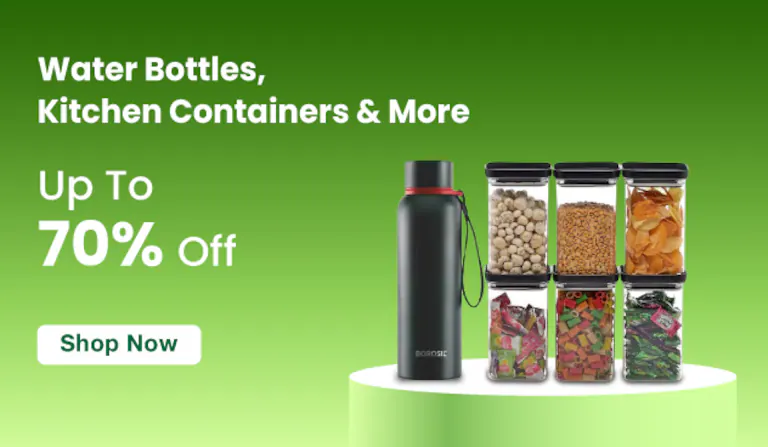 Water Bottles,
Kitchen Containers & More
Up To
70% Off
Shop Now
BOROSIL